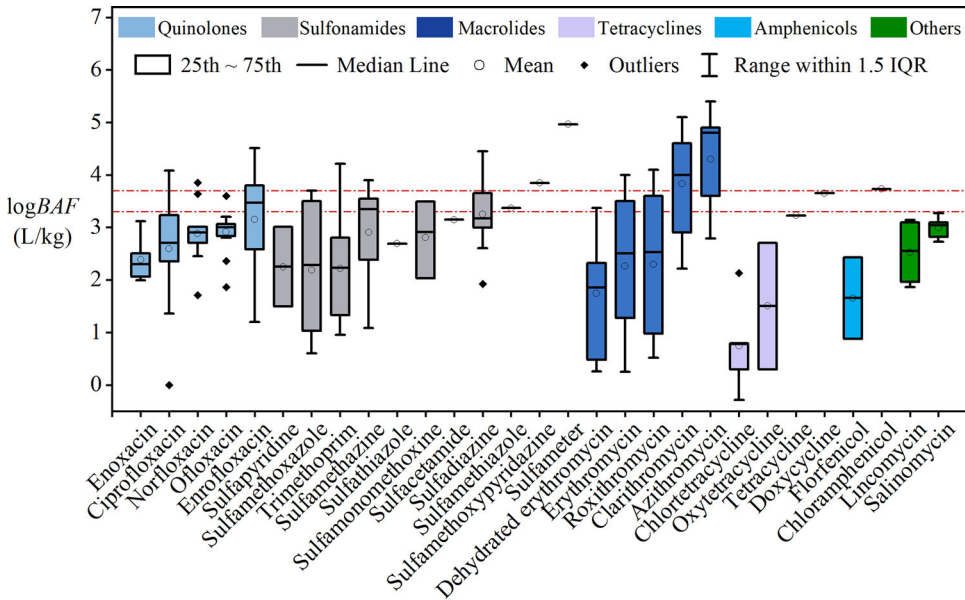 7
6
5
4
3
2
1
0
logBAF
(L/kg)
Quinolones
Sulfonamides
Macrolides
Tetracyclines
Amphenicols
Others
25th ~ 75th
Median Line
Mean
Outliers
Range within 1.5 IQR
Enoxacin
Ciprofloxacin
Norfloxacin
Ofloxacin
Enrofloxacin
Sulfapyridine
Sulfamethoxazole
Trimethoprim
Sulfamethazine
Sulfathiazole
Sulfamonomethoxine
Sulfacetamide
Sulfadiazine
Sulfamethiazole
Sulfamethoxypyridazine
Sulfameter
Dehydrated erythromycin
Erythromycin
Roxithromycin
Clarithromycin
Azithromycin
Chlortetracycline
Oxytetracycline
Tetracycline
Doxycycline
Florfenicol
Chloramphenicol
Lincomycin
Salinomycin